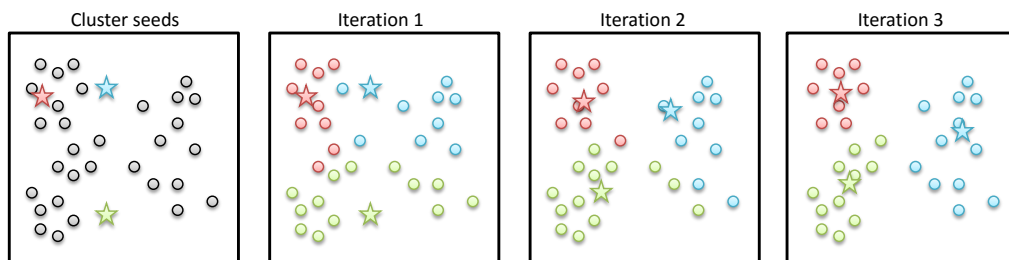 Cluster seeds
Iteration 1
Iteration 2
Iteration 3